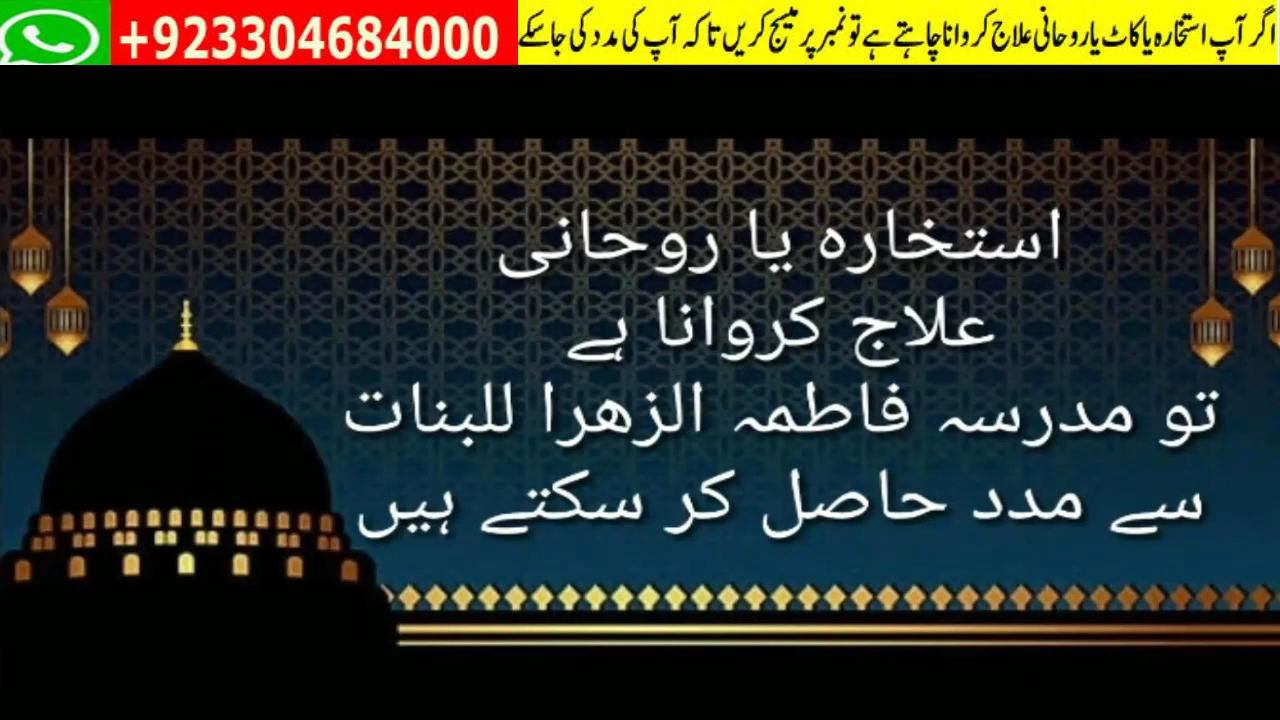 +923304684000
اگر آپ استخارہ یا کاٹ یا روحانی علاج کروانا چاہتے ہے تو نمبر پر میسج کریں تا کہ آپ کی مدد کی جا سکے
استخارہ یا روحانی
علاج کروانا ہے
تو مدرسہ فاطمہ الزھرا للبنات
سے مدد حاصل کر سکتے ہیں